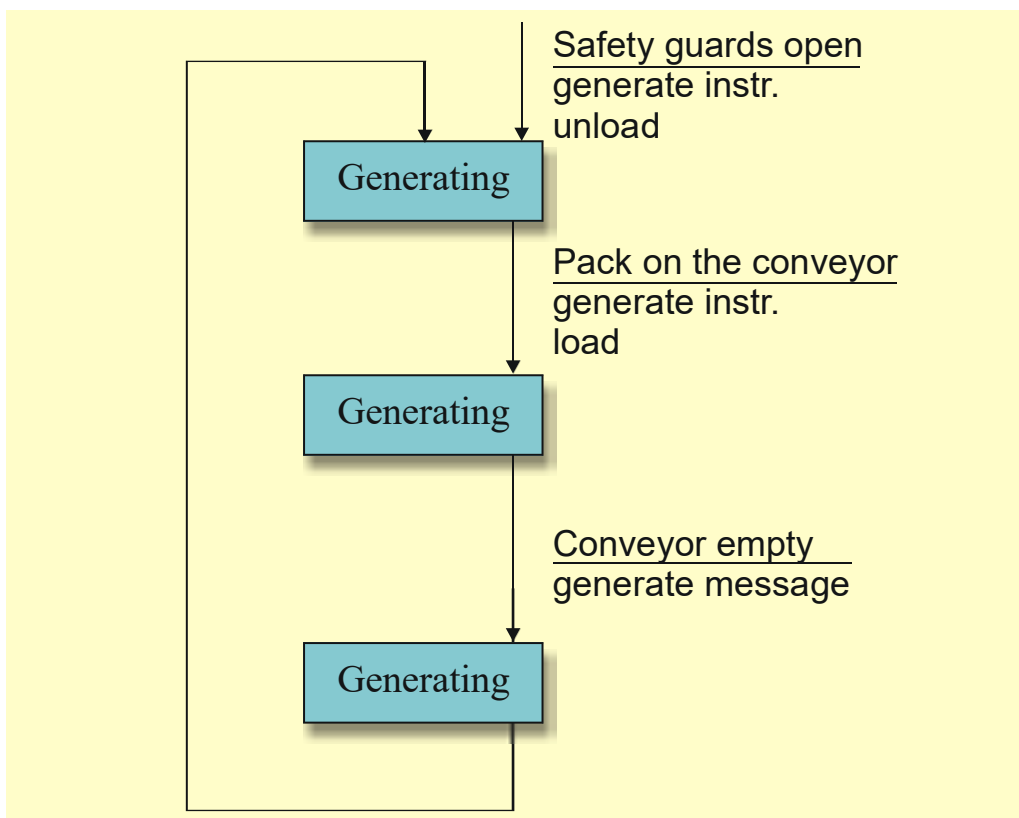 Safety guards open
generate instr.
unload
Generating
Pack on the conveyor
generate instr.
load
Generating
Conveyor empty
generate message
Generating